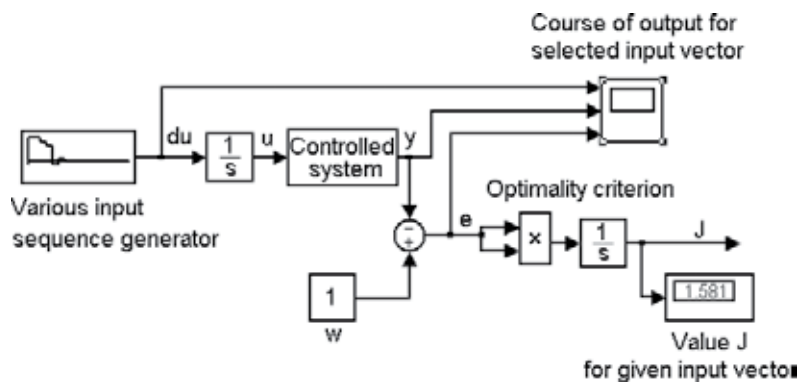 Course of output for
selected input vector
du
1
s
u
Controlled
system
y
Various input
sequence generator
Optimality criterion
e
-
+
x
1
s
J
1
w
1.581
Value J
for given input vector